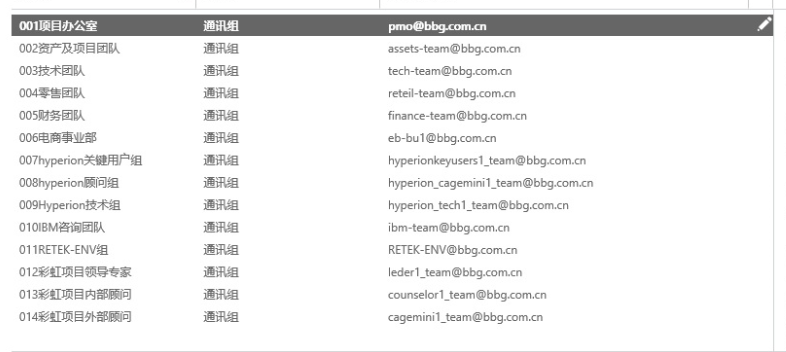 001项目办公室 通讯组 pmo@bbg.com.cn
002资产及项目团队 通讯组 assets-team@bbg.com.cn
003技术团队 通讯组 tech-team@bbg.com.cn
004零售团队 通讯组 reteil-team@bbg.com.cn
005财务团队 通讯组 finance-team@bbg.com.cn
006电商事业部 通讯组 eb-bu1@bbg.com.cn
007hyperion关键用户组 通讯组 hyperionkeyusers1_team@bbg.com.cn
008hyperion顾问组 通讯组 hyperion_cagemini1_team@bbg.com.cn
009Hyperion技术组 通讯组 hyperion_tech1_team@bbg.com.cn
010IBM咨询团队 通讯组 ibm-team@bbg.com.cn
011RETEK-ENV组 通讯组 RETEK-ENV@bbg.com.cn
012彩虹项目领导专家 通讯组 leder1_team@bbg.com.cn
013彩虹项目内部顾问 通讯组 counselor1_team@bbg.com.cn
014彩虹项目外部顾问 通讯组 cagemini1_team@bbg.com.cn